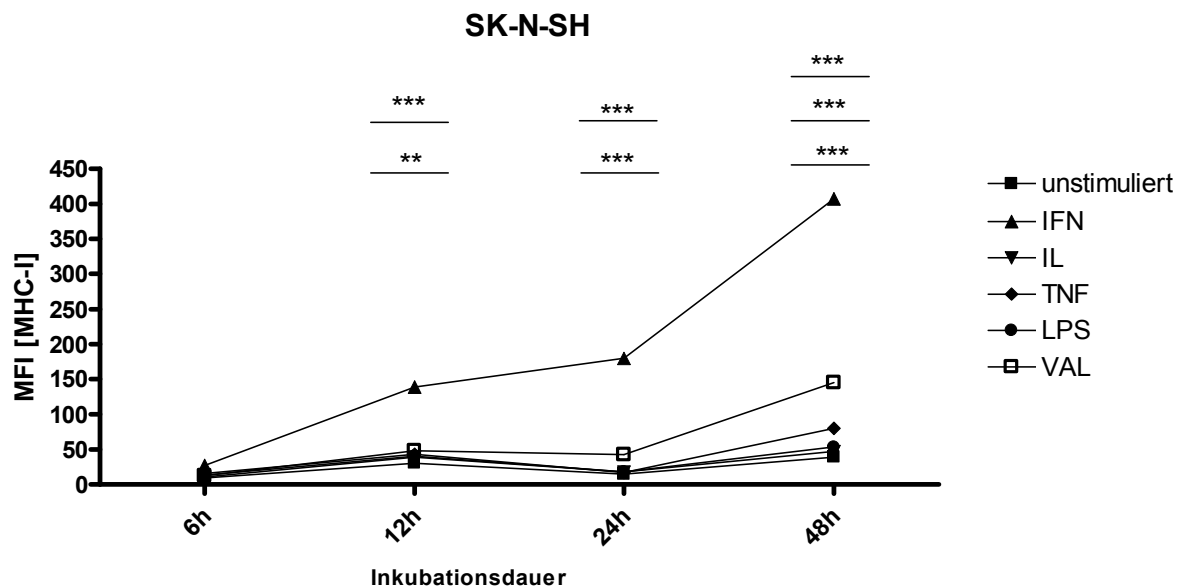 SK-N-SH
***
***
***
***
**
***
***
450
400
350
300
250
200
150
100
50
0
MFI [MHC-I]
6h
12h
24h
48h
Inkubationsdauer
unstimuliert
IFN
IL
TNF
LPS
VAL